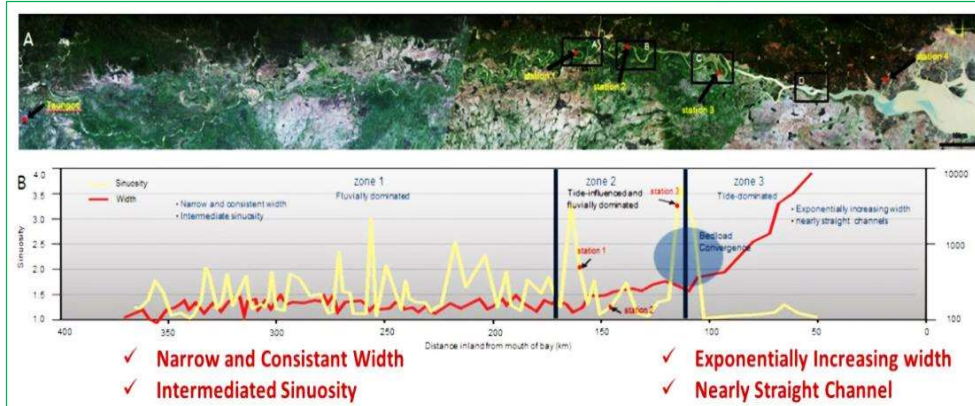 A
A
B
C
D
Taungoo
station 1
station 2
station 3
station 4
B
4.0
3.5
3.0
2.5
2.0
1.5
1.0
Sinuosity
Sinuosity
Width
zone 1
Fluvially dominated
• Narrow and consistent width
• Intermediate sinuosity
zone 2
Tide-influenced and
fluvially dominated
station 3
station 1
station 2
zone 3
Tide-dominated
• Exponentially increasing width
• nearly straight channels
Bedload
Convergence
10000
1000
100
400
350
300
250
200
150
100
50
0
Distance inland from mouth of bay (km)
✓ Narrow and Consistant Width
✓ Intermediated Sinuosity
✓ Exponentially Increasing width
✓ Nearly Straight Channel